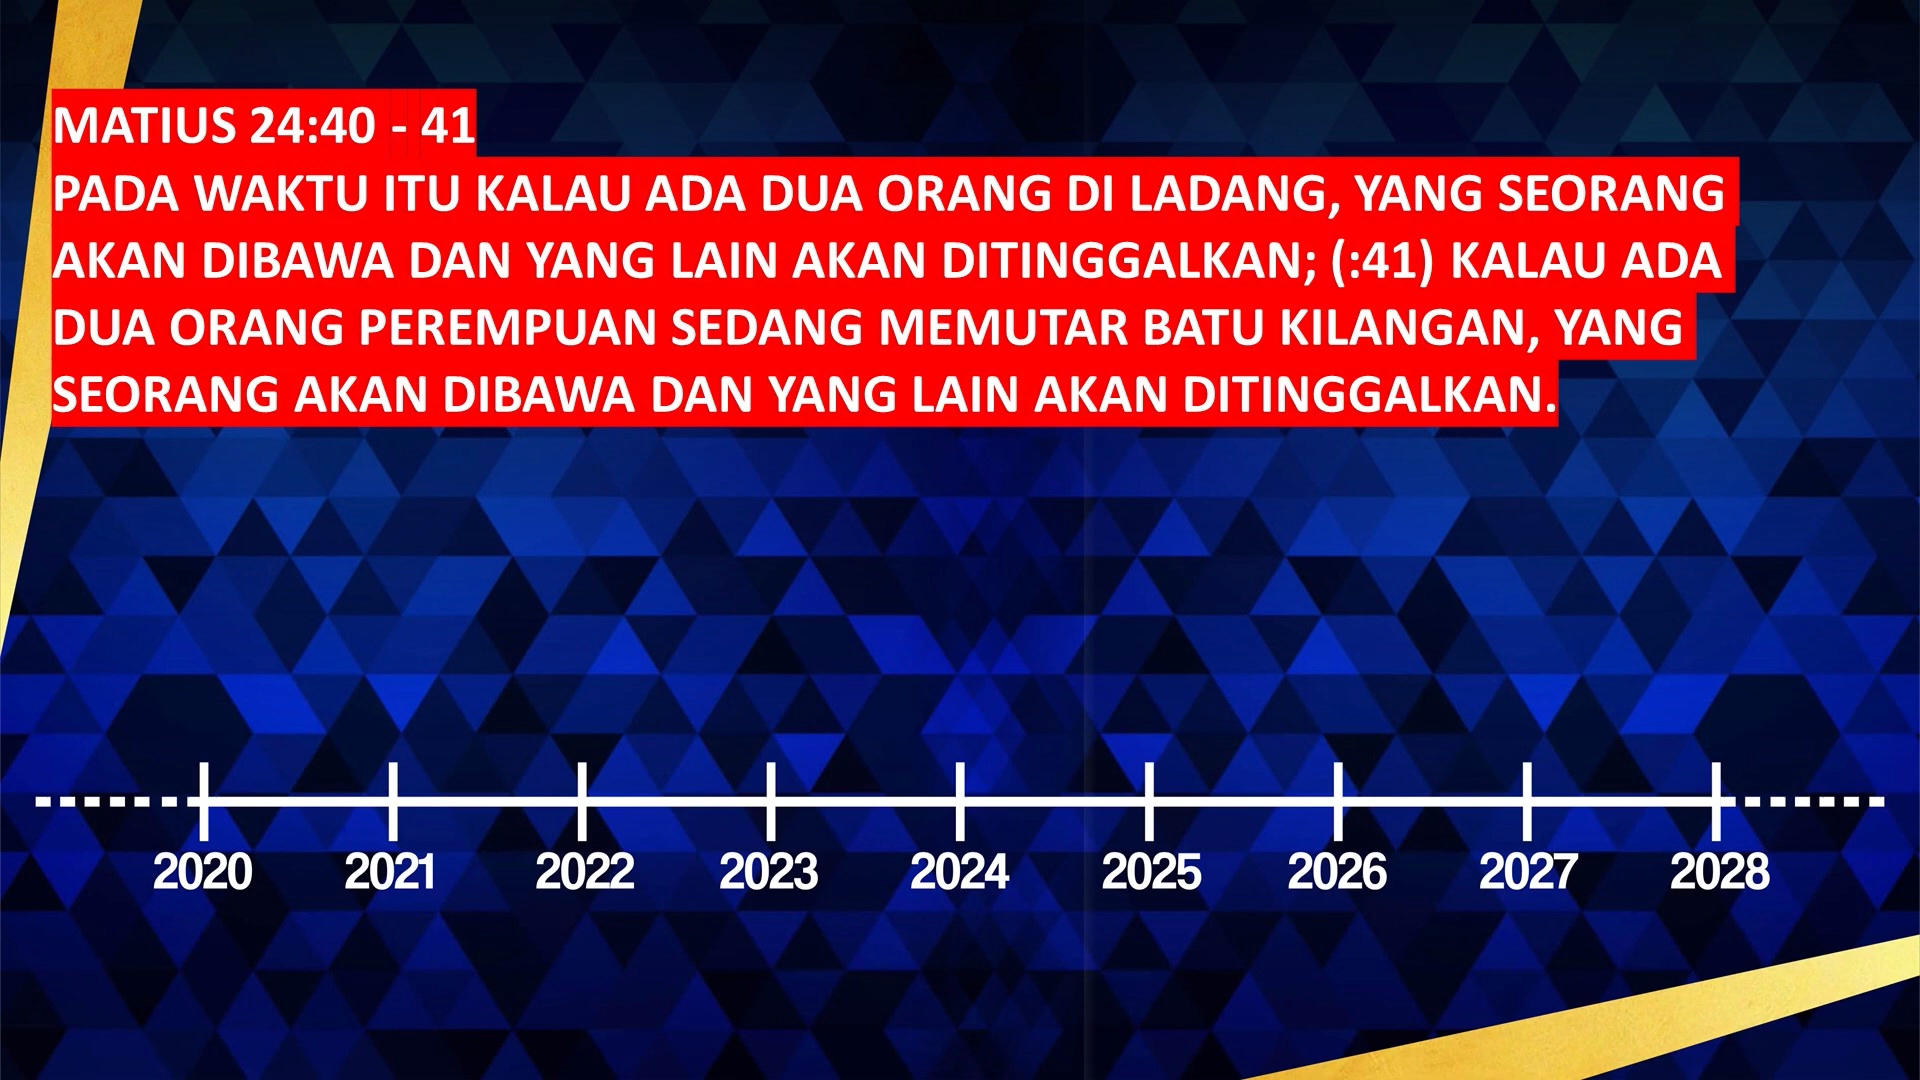 MATIUS 24:40 - 41
PADA WAKTU ITU KALAU ADA DUA ORANG DI LADANG, YANG SEORANG
AKAN DIBAWA DAN YANG LAIN AKAN DITINGGALKAN; (:41) KALAU ADA
DUA ORANG PEREMPUAN SEDANG MEMUTAR BATU KILANGAN, YANG
SEORANG AKAN DIBAWA DAN YANG LAIN AKAN DITINGGALKAN.
2020 2021 2022 2023 2024 2025 2026 2027 2028